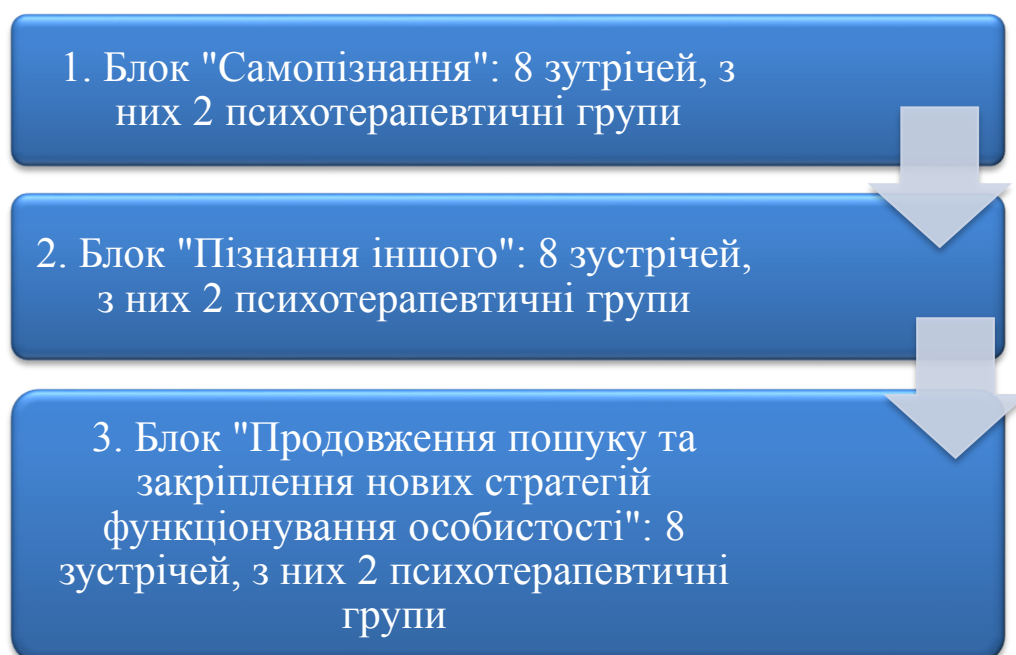 1. Блок "Самопізнання": 8 зутрічей, з
них 2 психотерапевтичні групи
2. Блок "Пізнання іншого": 8 зустрічей,
з них 2 психотерапевтичні групи
3. Блок "Продовження пошуку та
закріплення нових стратегій
функціонування особистості": 8
зустрічей, з них 2 психотерапевтичні
групи